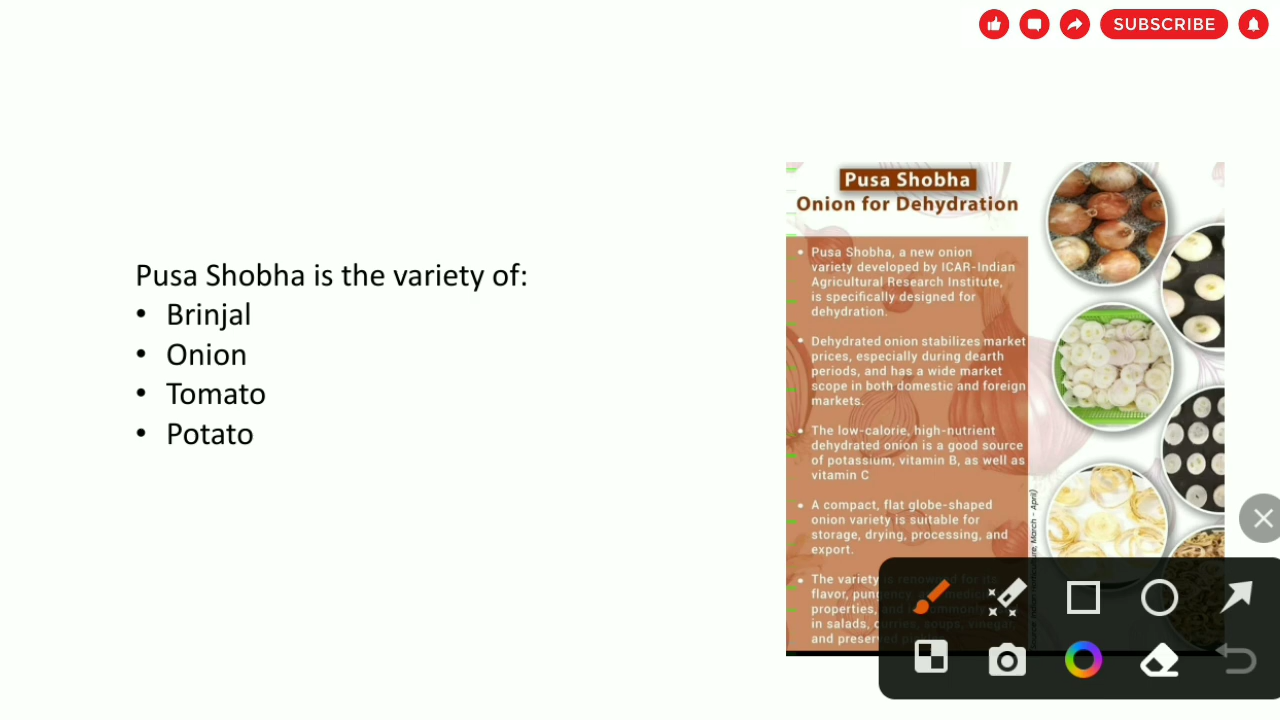 SUBSCRIBE
Pusa Shobha is the variety of:
• Brinjal
• Onion
• Tomato
• Potato
Pusa Shobha
Onion for Dehydration
• Pusa Shobha, a new onion
variety developed by ICAR-Indian
Agricultural Research Institute,
is specifically designed for
dehydration.
• Dehydrated onion stabilizes market
prices, especially during dearth
periods, and has a wide market
scope in both domestic and foreign
markets.
• The low-calorie, high-nutrient
dehydrated onion is a good source
of potassium, vitamin B, as well as
vitamin C
• A compact, flat globe-shaped
onion variety is suitable for
storage, drying, processing, and
export.
• The variety is renowned for its
flavor, pungency,
properties, and
in salads, curries, soups, vinegar,
and preserved
March - April)